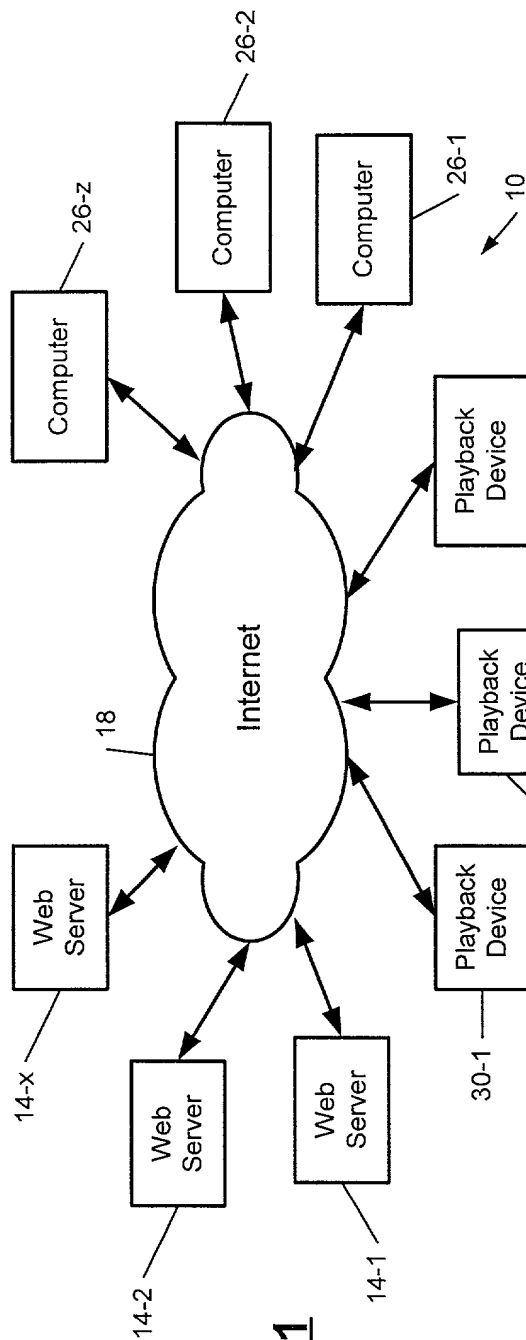 14-x
Web
Server
18
Internet
Computer
26-z
Computer
26-2
Computer
26-1
10
14-2
Web
Server
14-1
Web
Server
30-1
Playback
Device
Playback
Device
Playback
Device
1